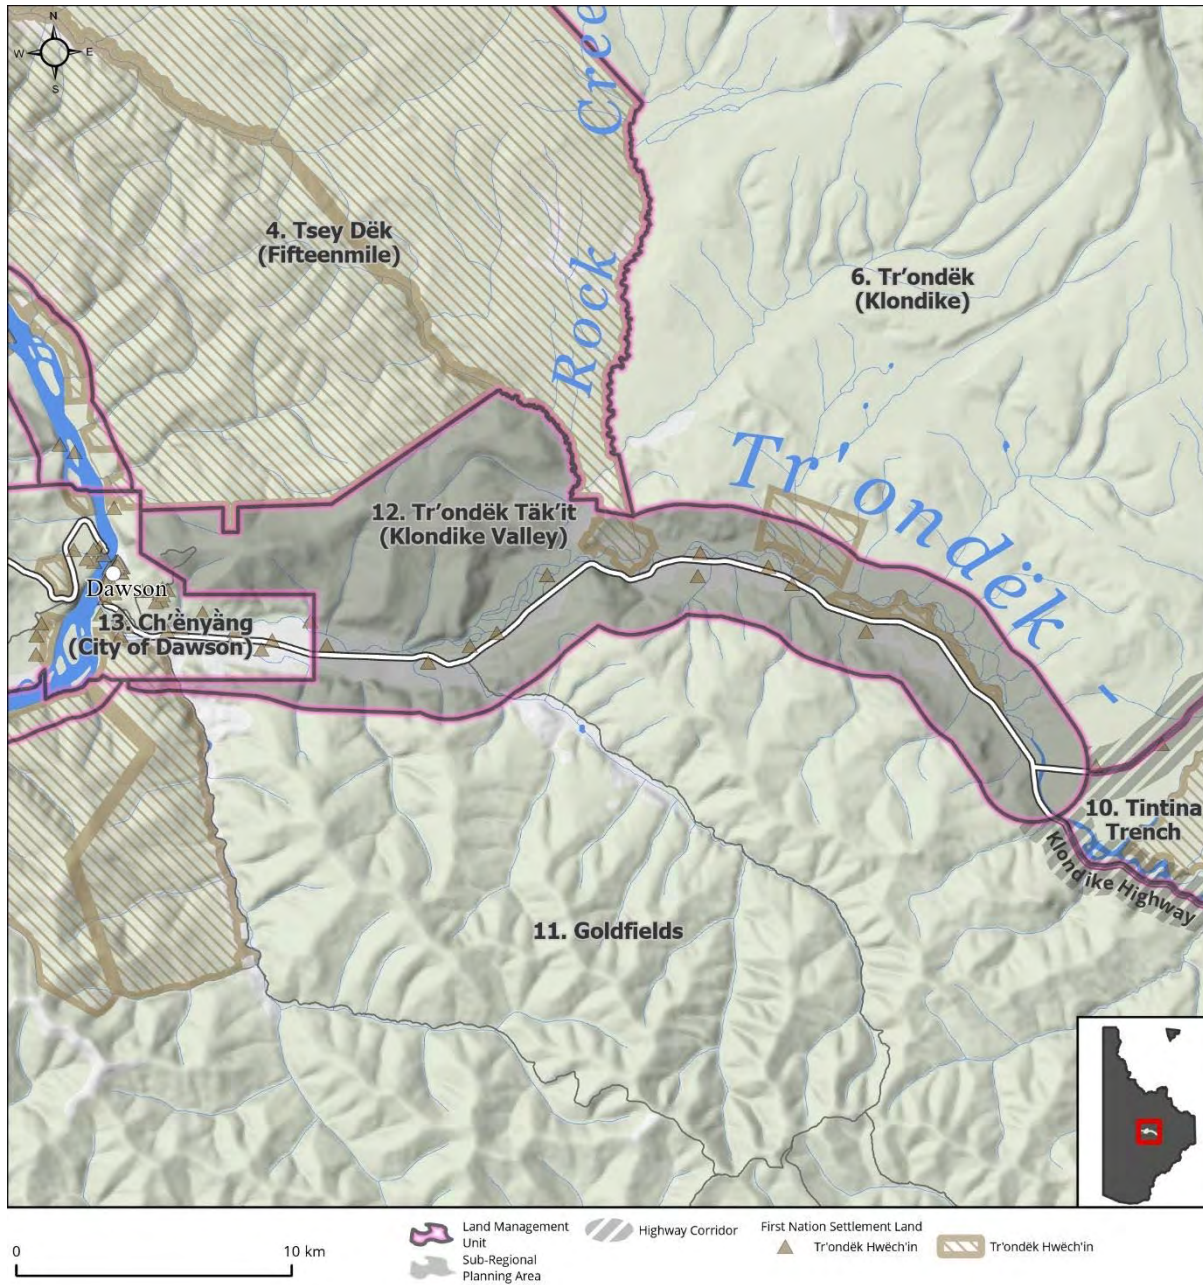 N
W E
S
Rock Cree
4. Tsey Dëk
(Fifteenmile)
6. Tr'ondëk
(Klondike)
Tr'ondëk
12. Tr'ondëk Täk'it
(Klondike Valley)
Dawson
13. Ch'ènyàng
(City of Dawson)
10. Tintina
Trench
Klondike Highway
11. Goldfields
0 10 km
Land Management
Unit
Sub-Regional
Planning Area
Highway Corridor
First Nation Settlement Land
Tr'ondëk Hwëch'in
Tr'ondëk Hwëch'in